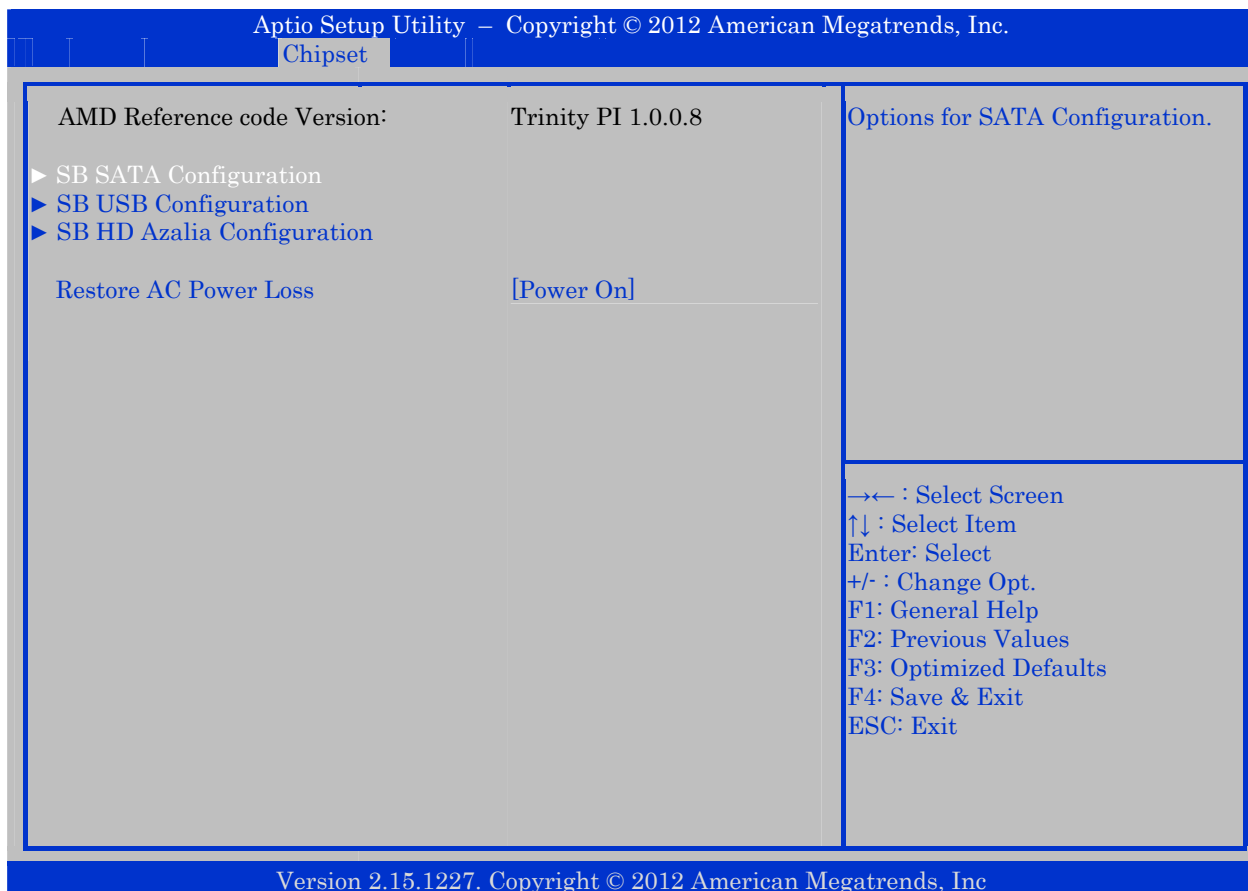 Aptio Setup Utility – Copyright © 2012 American Megatrends, Inc.
Chipset
AMD Reference code Version: Trinity PI 1.0.0.8
► SB SATA Configuration
► SB USB Configuration
► SB HD Azalia Configuration
Restore AC Power Loss [Power On]
Options for SATA Configuration.
→← : Select Screen
↑↓ : Select Item
Enter: Select
+/- : Change Opt.
F1: General Help
F2: Previous Values
F3: Optimized Defaults
F4: Save & Exit
ESC: Exit
Version 2.15.1227. Copyright © 2012 American Megatrends, Inc